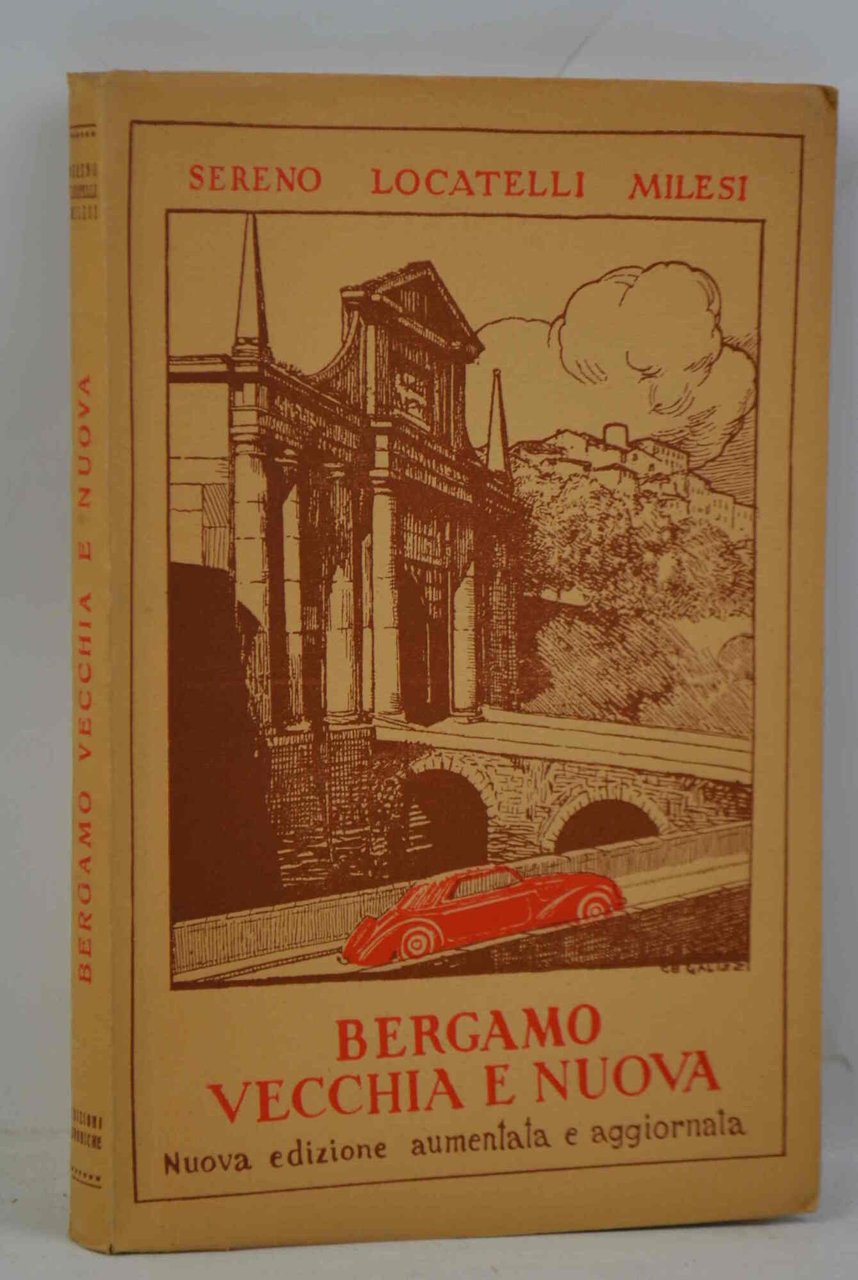 SERENO LOCATELLI MILESI
BERGAMO
VECCHIA E NUOVA
Nuova edizione aumentata e aggiornata
BERGAMO VECCHIA E NUOVA